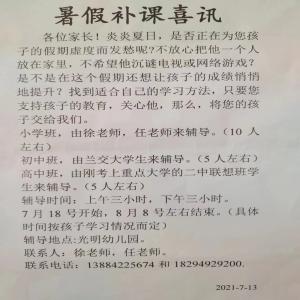 暑假补课喜讯
各位家长！炎炎夏日，是否正在为您孩
子的假期虚度而发愁呢?不放心把他一个人
放在家里，不希望他沉谜电视或网络游戏?
是不是在这个假期还想让孩子的成绩悄悄
地提升? 找到适合自己的学习方法，只要您
支持孩子的教育，关心他，那么，将您的孩
子交给我们。
小学班，由徐老师，任老师来辅导。(10 人
左右)
初中班，由兰交大学生来辅导。(5 人左右)
高中班，由刚考上重点大学的二中联想班学
生来辅导。(5 人左右)
辅导时间：上午三小时，下午三小时。
7 月 18 号开始，8 月 8 号左右结束。(具体
时间按孩子学习情况而定)
辅导地点:光明幼儿园。
联系人：徐老师，任老师。
联系电话：13884225674 和 18294929200.
2021-7-13